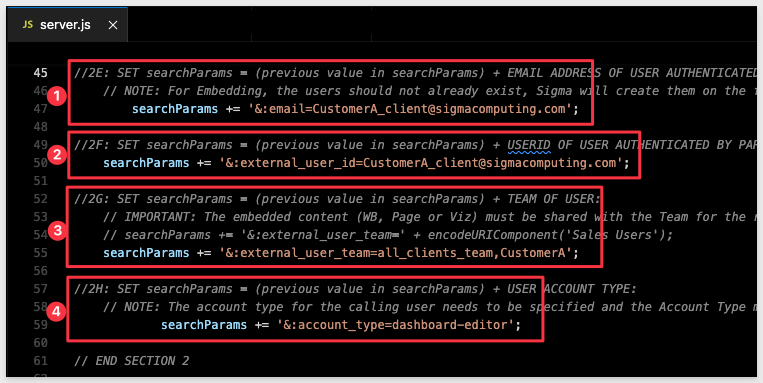 JS server.js ×
45 //2E: SET searchParams = (previous value in searchParams) + EMAIL ADDRESS OF USER AUTHENTICATED
46 // NOTE: For Embedding, the users should not already exist, Sigma will create them on the
1
47 searchParams += '&:email=CustomerA_client@sigmacomputing.com';
48
49 //2F: SET searchParams = (previous value in searchParams) + USERID OF USER AUTHENTICATED BY PAR
2
50 searchParams += '&:external_user_id=CustomerA_client@sigmacomputing.com';
51
52 //2G: SET searchParams = (previous value in searchParams) + TEAM OF USER:
53 // IMPORTANT: The embedded content (WB, Page or Viz) must be shared with the Team for the
3
54 // searchParams += '&:external_user_team=' + encodeURIComponent('Sales Users');
55 searchParams += '&:external_user_team=all_clients_team,CustomerA';
56
57 //2H: SET searchParams = (previous value in searchParams) + USER ACCOUNT TYPE:
58 // NOTE: The account type for the calling user needs to be specified and the Account Type m
4
59 searchParams += '&:account_type=dashboard-editor';
60
61 // END SECTION 2